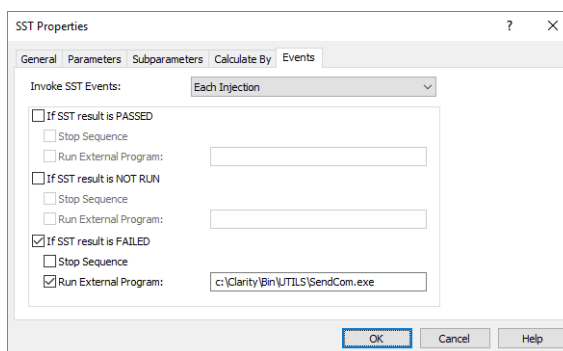 SST Properties ?
General Parameters Subparameters Calculate By Events
Invoke SST Events: Each Injection
If SST result is PASSED
Stop Sequence
Run External Program:
If SST result is NOT RUN
Stop Sequence
Run External Program:
If SST result is FAILED
Stop Sequence
Run External Program: c:\Clarity\Bin\UTILS\SendCom.exe
OK Cancel Help